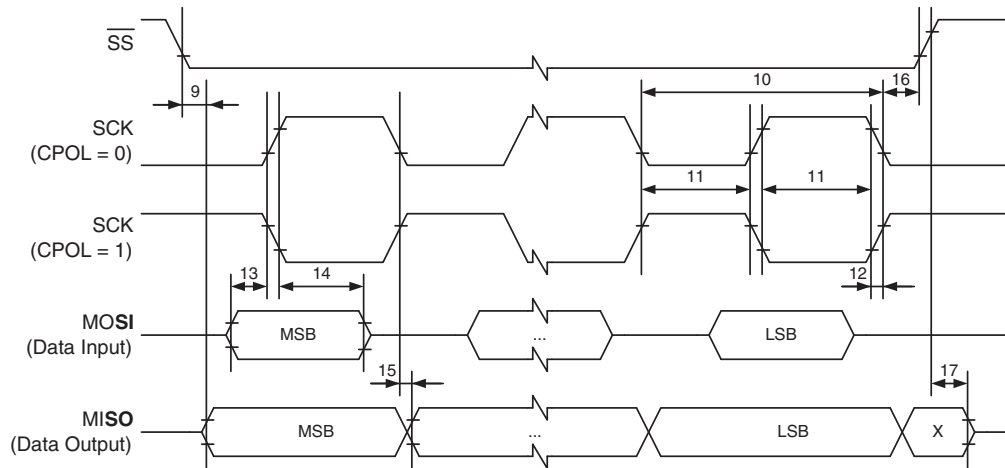 SS
10
16
9
SCK
(CPOL = 0)
11
11
SCK
(CPOL = 1)
13
14
12
MOSI
(Data Input)
MSB
...
LSB
15
17
MISO
(Data Output)
MSB
...
LSB
X